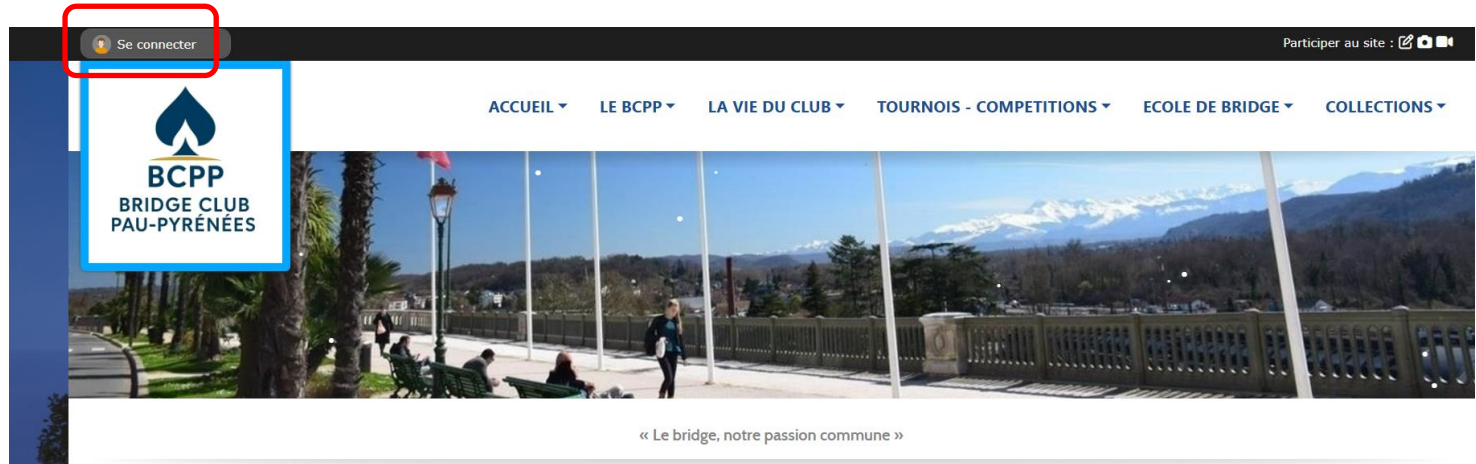 Se connecter
Participer au site :
BCPP
BRIDGE CLUB
PAU-PYRÉNÉES
ACCUEIL LE BCPP LA VIE DU CLUB TOURNOIS - COMPETITIONS ECOLE DE BRIDGE COLLECTIONS
« Le bridge, notre passion commune »